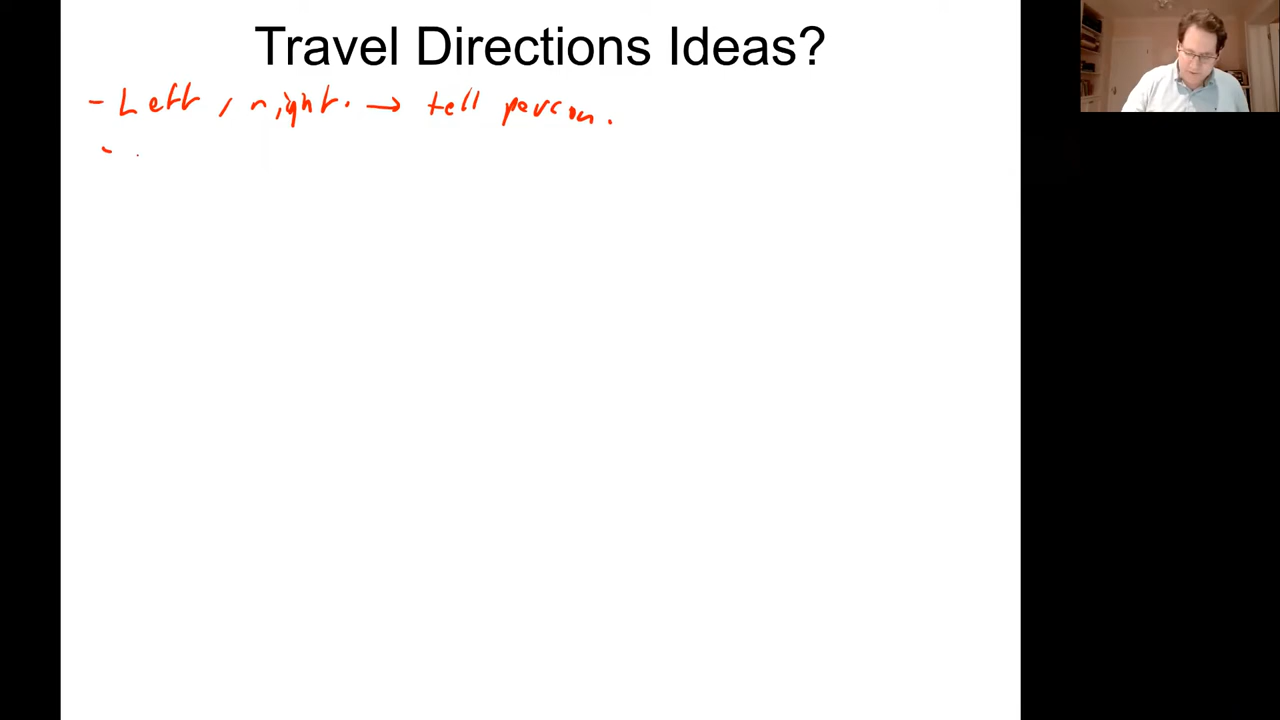 Travel Directions Ideas?
- Left, right. → tell person.
-